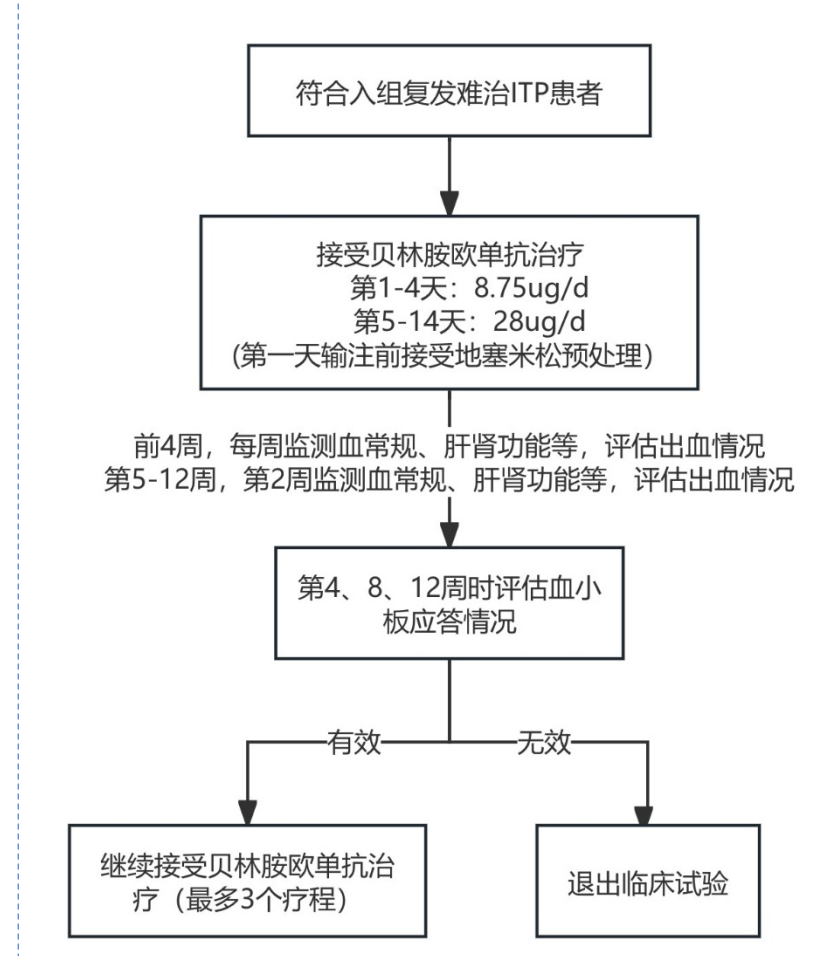 符合入组复发难治ITP患者
接受贝林胺欧单抗治疗
第1-4天：8.75ug/d
第5-14天：28ug/d
(第一天输注前接受地塞米松预处理）
前4周，每周监测血常规、肝肾功能等，评估出血情况
第5-12周，第2周监测血常规、肝肾功能等，评估出血情况
第4、8、12周时评估血小
板应答情况
有效
无效
继续接受贝林胺欧单抗治
疗（最多3个疗程）
退出临床试验